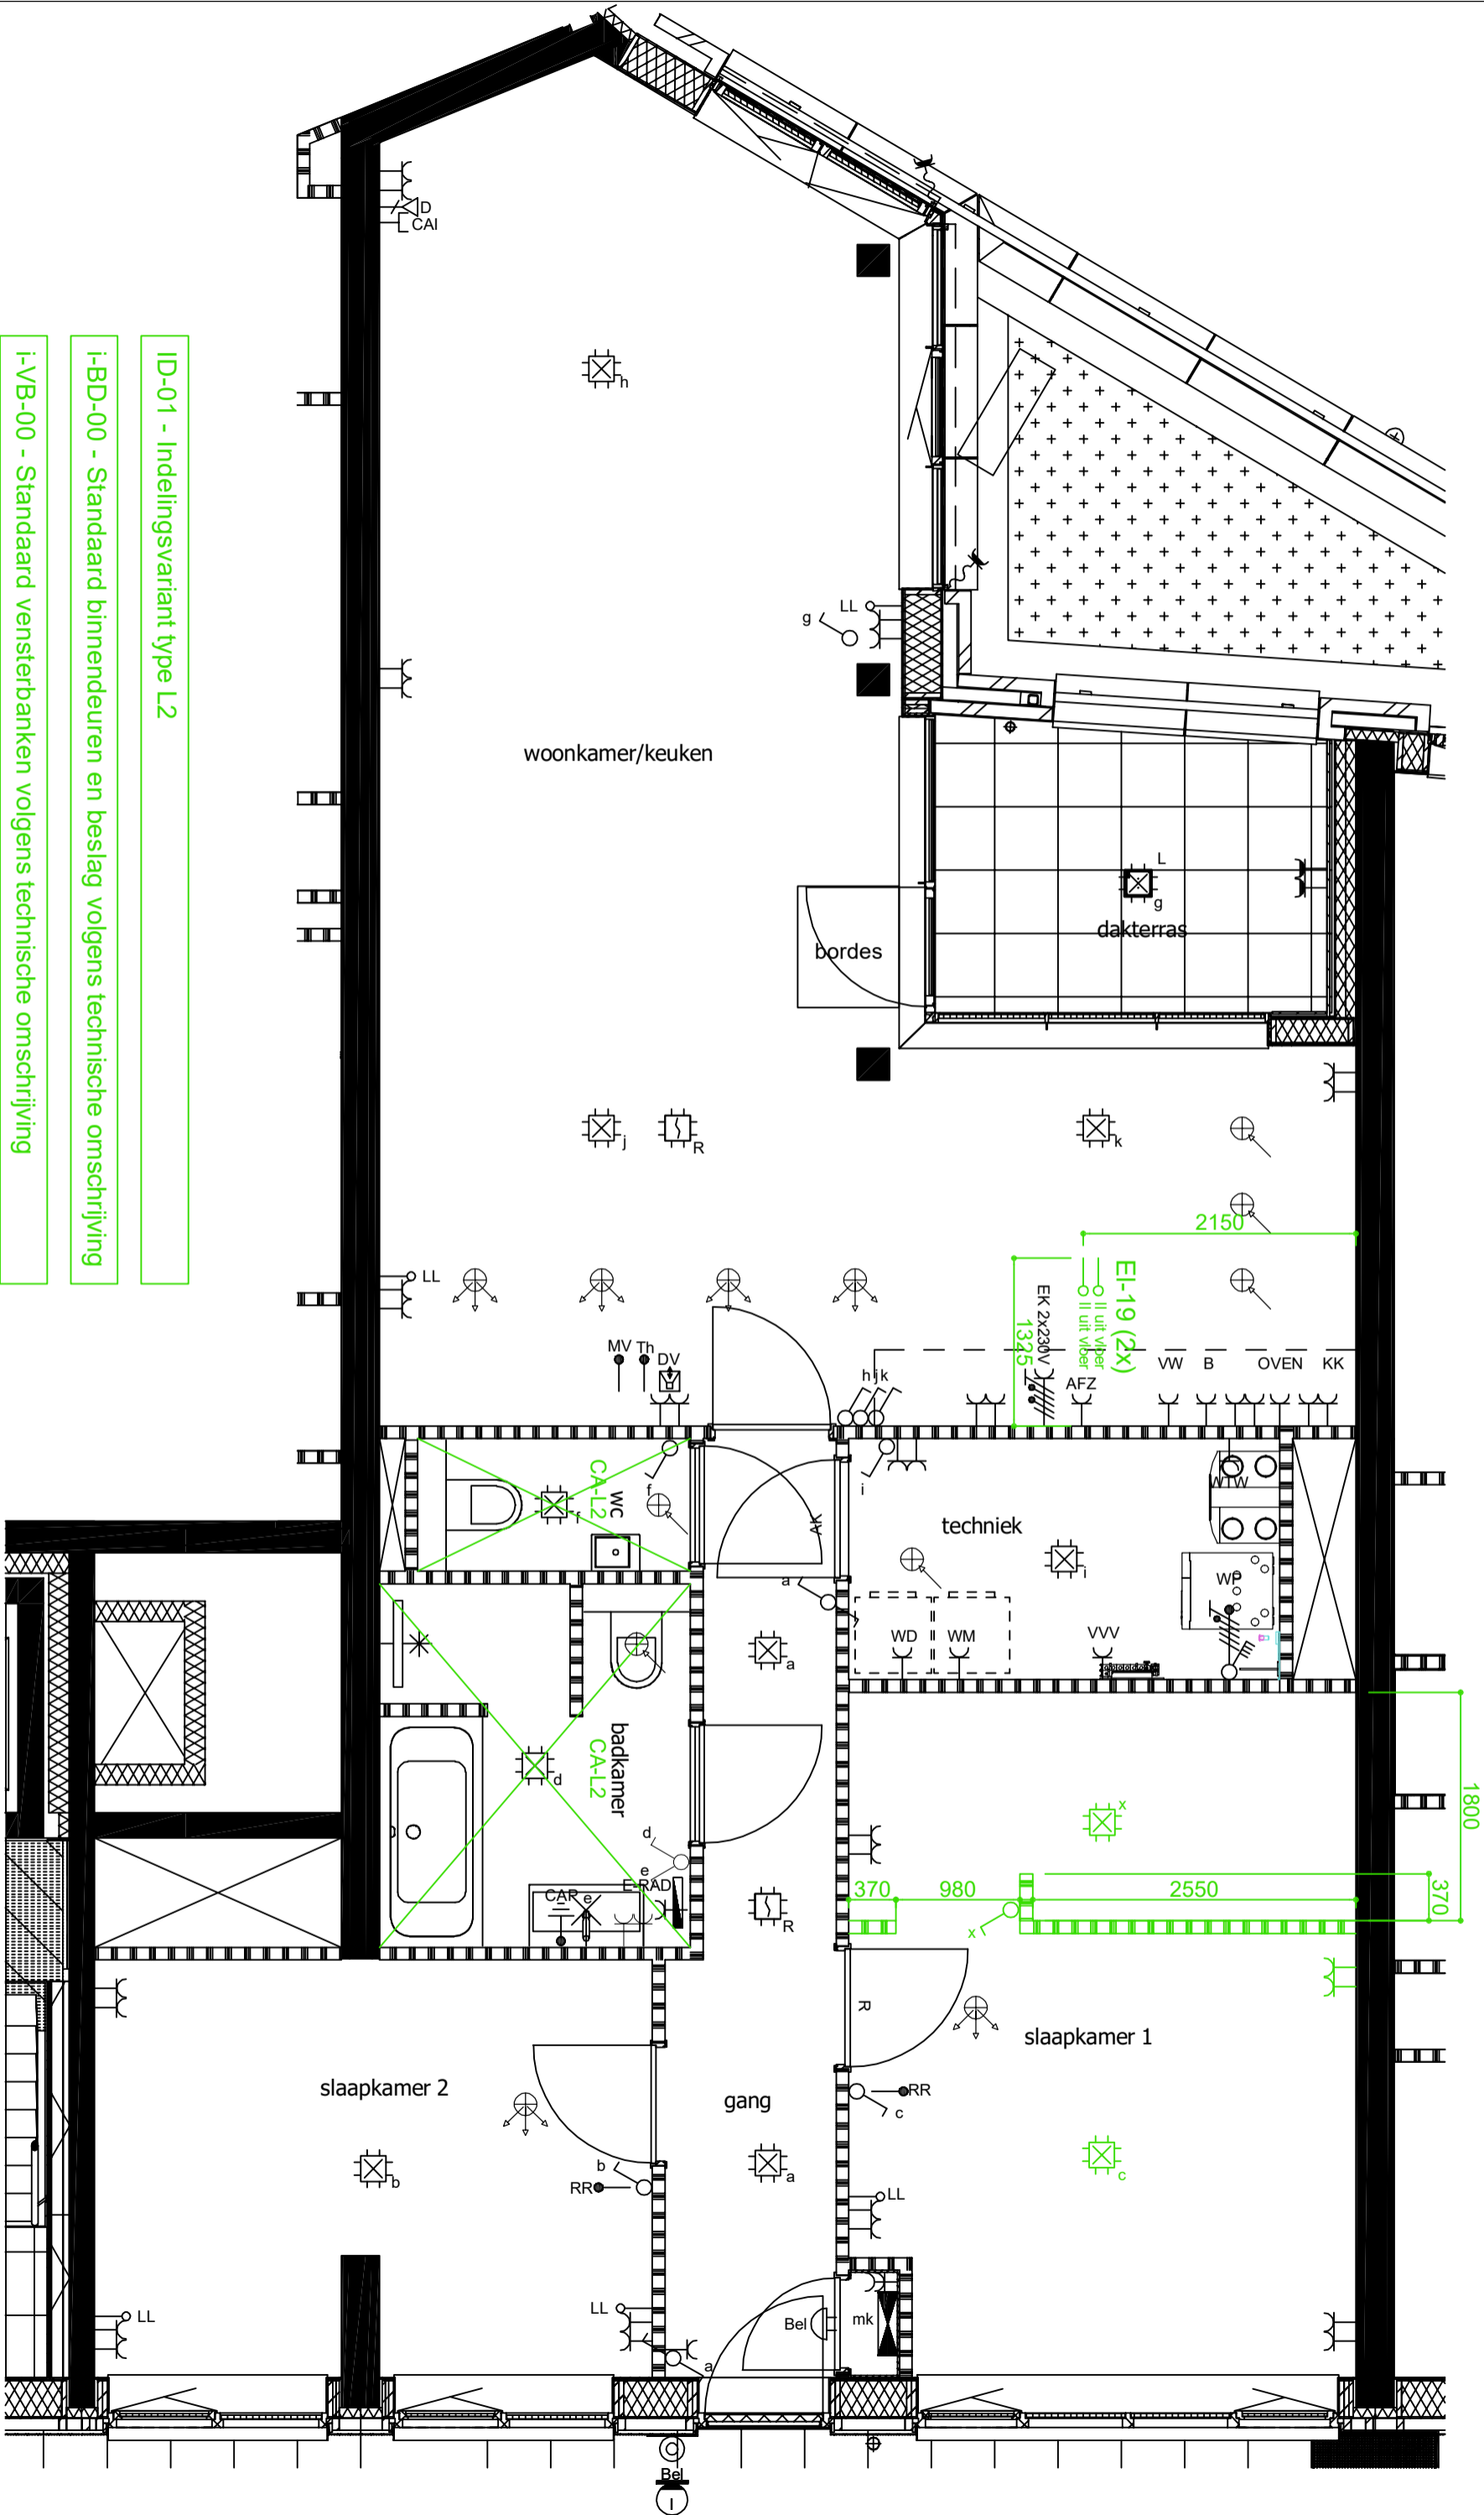 D
CAI
h
LL
g
woonkamer/keuken
L
g
dakterras
bordes
j
R
k
2150
LL
EI-19 (2x)
O II uit vloer
O II uit vloer
EK 2x230V
1325
MV
Th
DV
h
j
k
AFZ
VW
B
OVEN
KK
f
CA-L2
WC
f
i
WTW
techniek
i
a
WP
WD
WM
VVV
a
badkamer
CA-L2
d
x
1800
d
e
E-RAD
CAP
e
370
980
2550
370
R
x
R
slaapkamer 1
slaapkamer 2
gang
RR
c
b
RR
b
a
c
LL
LL
LL
Bel
mk
a
Bel
I
ID-01 - Indelingsvariant type L2
i-BD-00 - Standaard binnendeuren en beslag volgens technische omschrijving
i-VB-00 - Standaard vensterbanken volgens technische omschrijving